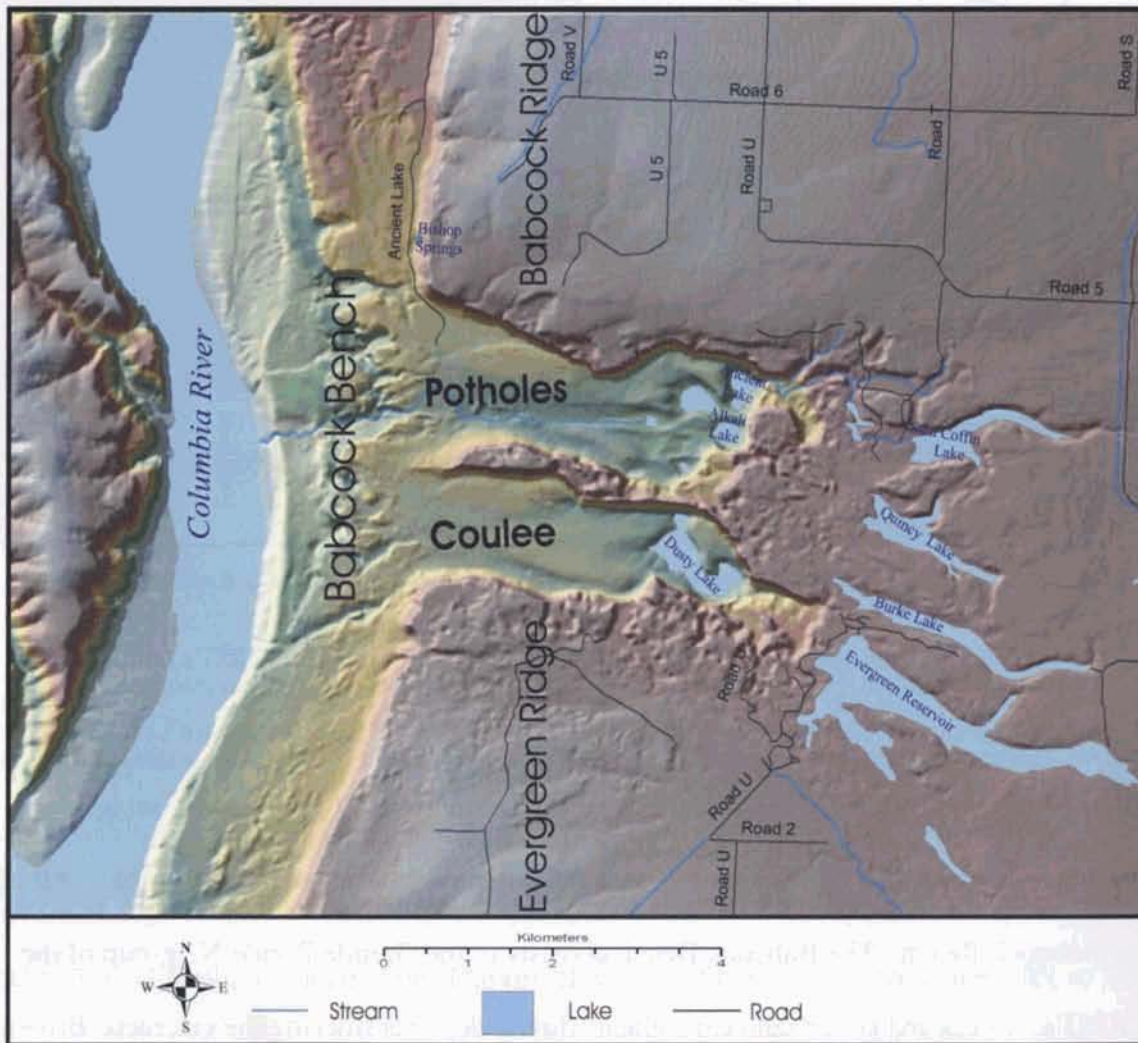 Babcock Ridge
Road V
U 5
Road 6
Road S
Road T
Road U
U 5
Ancient Lake
Bishop
Springs
Road 5
Columbia River
Babcock Bench
Potholes
Lake
Alkali
Lake
Coffin
Lake
Quincy Lake
Coulee
Dusty Lake
Burke Lake
Evergreen Reservoir
Evergreen Ridge
Road U
Road 2
Road U
Kilometers
0 1 2 4
N
W E
S
Stream
Lake
Road